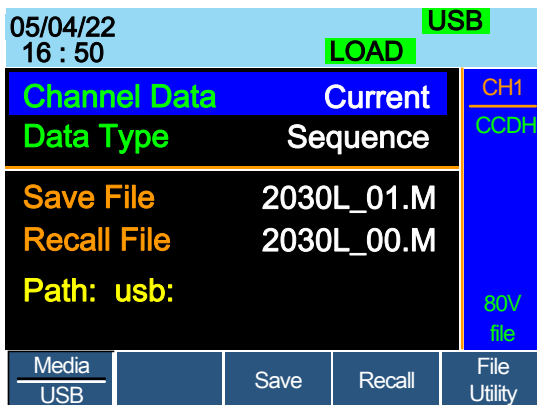 05/04/22 USB
16 : 50 LOAD
Channel Data Current
Data Type Sequence
Save File 2030L_01.M
Recall File 2030L_00.M
Path: usb:
CH1
CCDH
80V
file
Media
USB
Save
Recall
File
Utility